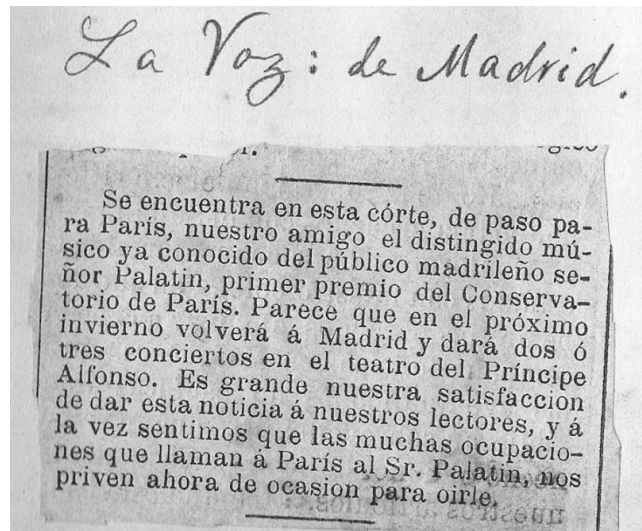 La Voz: de Madrid.
Se encuentra en esta córte, de paso pa-
ra París, nuestro amigo el distingido mú-
sico ya conocido del público madrileño se-
ñor Palatin, primer premio del Conserva-
torio de París. Parece que en el próximo
invierno volverá á Madrid y dará dos ó
tres conciertos en el teatro del Príncipe
Alfonso. Es grande nuestra satisfaccion
de dar esta noticia á nuestros lectores, y á
la vez sentimos que las muchas ocupacio-
nes que llaman á París al Sr. Palatin, nos
priven ahora de ocasion para oirle.